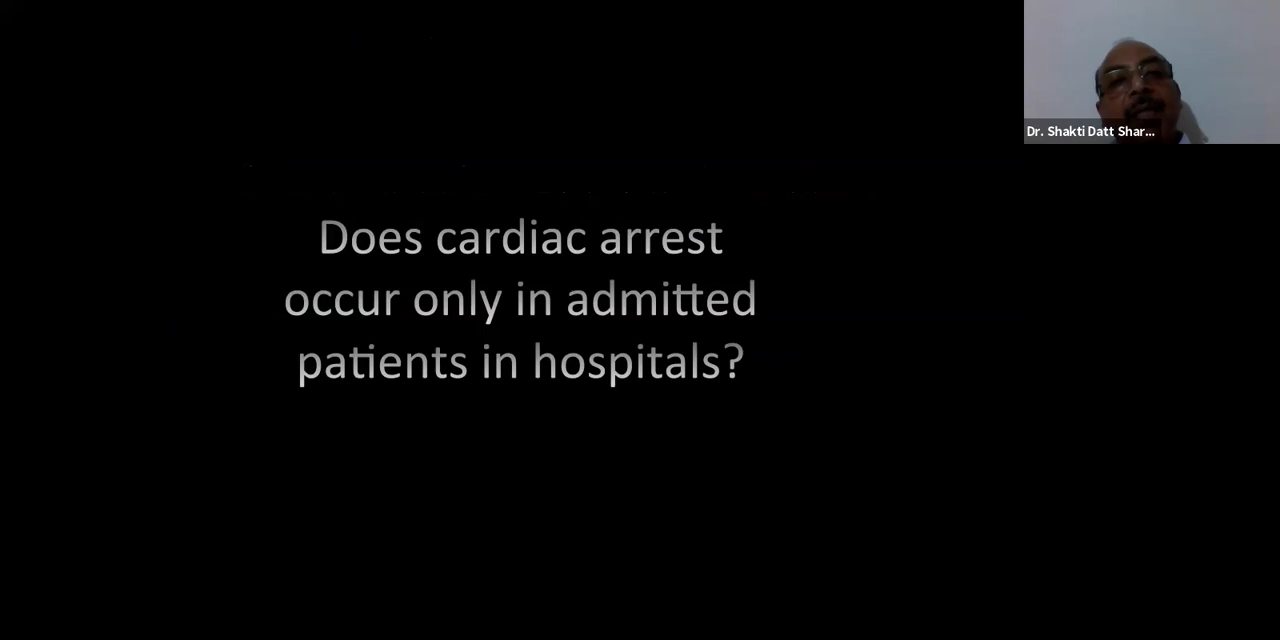 Dr. Shakti Datt Shar...
Does cardiac arrest
occur only in admitted
patients in hospitals?